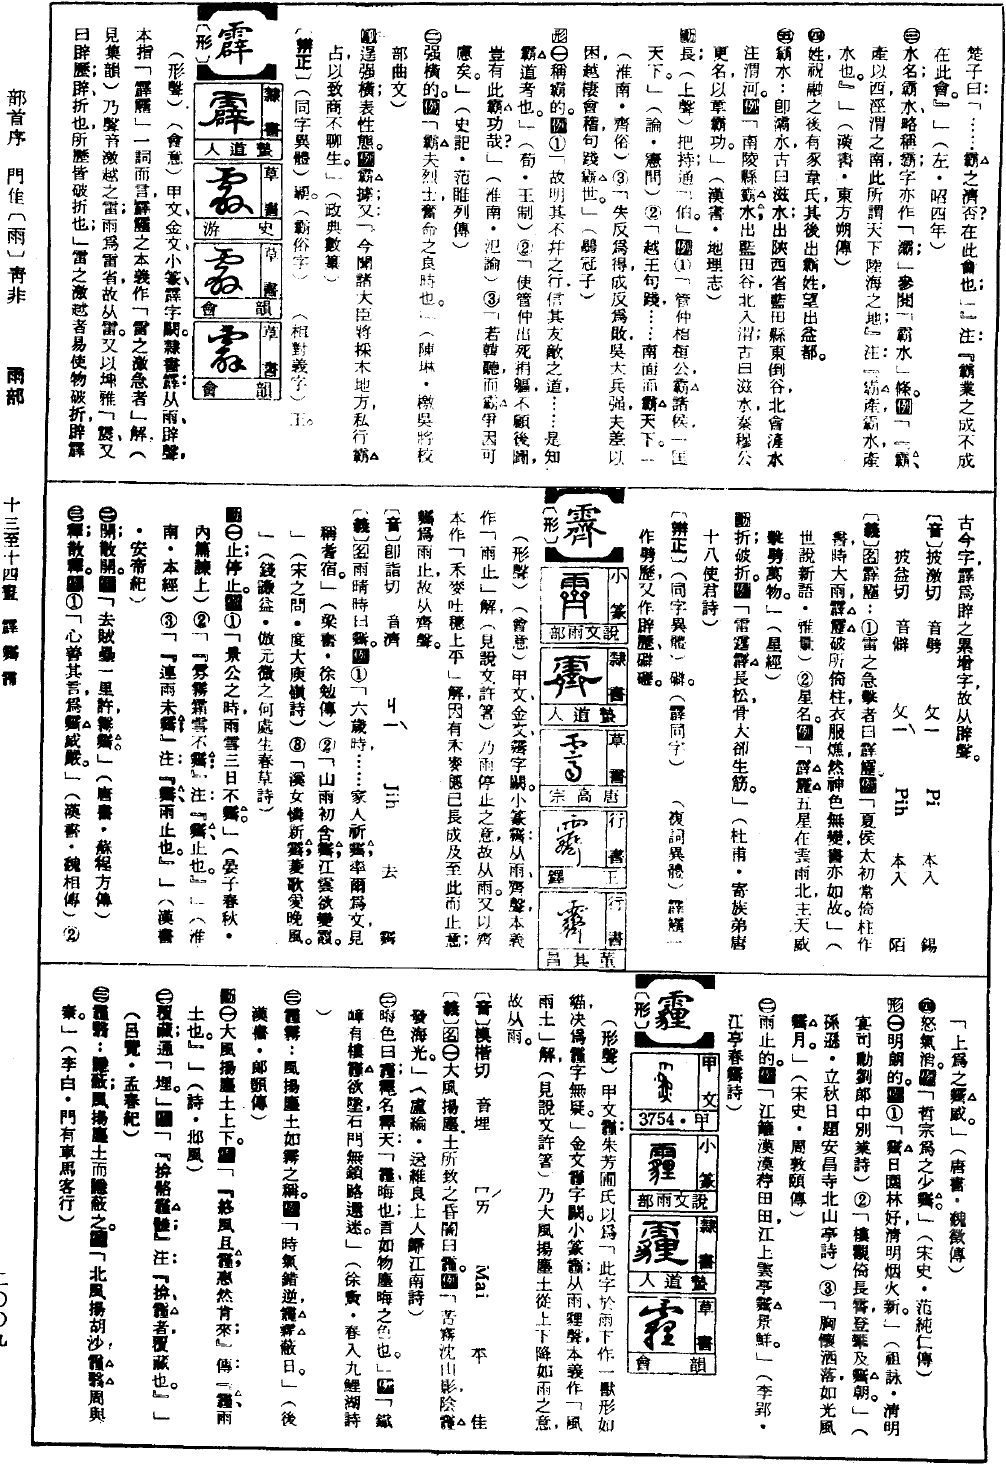 楚子曰「……霸之濟否？在此會也；」注『霸業之成不成
在此會。』」（左・昭四年）
㊂水名霸水略稱霸字亦作「灞」參閱「霸水」條。例「『霸、
產以西涇渭之南此所謂天下陸海之地』注：『霸產霸水產
水也。』」（漢書・東方朔傳）
㊃姓祝融之後有豕韋氏其後出霸姓望出益都。
霸水：卽灞水古曰滋水出陝西省藍田縣東倒谷北會滻水
注渭河。例「南陵縣霸水出藍田谷北入渭古曰滋水秦穆公
更名以章霸功。」（漢書・地理志）
動長（上聲）把持通「伯」例①「管仲相桓公霸諸侯一匡
天下。」（論・憲問）②「越王句踐……南面而霸天下。」
（淮南・齊俗）③「失反爲得成反爲敗吳大兵强夫差以
困越棲會稽句踐霸世。」（鶡冠子）
形㊀稱霸的。例①「故明其不幷之行信其友敵之道……是知
霸道者也。」（荀・王制）②「使管仲出死捐軀不顧後圖
豈有此霸功哉？」（淮南・氾論）③「若韓聽而霸事因可
慮矣。」（史記・范雎列傳）
㊁强橫的。例「霸夫烈士奮命之良時也。」（陳琳・檄吳將校
部曲文）
副逞强橫表性態。例霸據又「今聞諸大臣將採木地方私行霸
占以致商不聊生。」（政典數纂）
〔辨正〕（同字異體）覇。（霸俗字） （相對義字）王。
霹
〔形〕
隸書 人道蟄
草書 游史
草書 會韻
草書 會韻
（形聲）（會意）甲文、金文、小篆霹字闕。隸書霹：从雨、辟聲，
本指「霹靂」一詞而言霹靂之本義作「雷之激急者」解，（
見集韻）乃聲音激越之雷；雨爲雷省故从雷。又以埤雅「震又
曰辟歷；辟、折也所歷皆破折也」雷之激越者易使物破折，辟霹
古今字，霹爲辟之累增字故从辟聲。
〔音〕披激切 音劈 ㄆㄧ Pi 本入 錫
披益切 音僻 ㄆㄧˋ Pih 本入 陌
〔義〕名霹靂：①雷之急擊者曰霹靂。例「夏侯太初常倚柱作
書時大雨，霹靂破所倚柱衣服燋然神色無變書亦如故。」（
世說新語・雅量）②星名。例「霹靂五星在雲雨北主天威
擊劈萬物」（星經）
動折破折。例「雷霆霹長松骨大卻生筋。」（杜甫・寄族弟唐
十八使君詩）
〔辨正〕（同字異體）礔。（霹同字） （複詞異體）霹靂一
作劈歷，又作辟歷礔礰。
霽
〔形〕
小篆 部雨文說
隸書 人道蟄
草書 宗高唐
行書 鐸王
行書 昌其董
（形聲）（會意）甲文金文霽字闕。小篆霽：从雨、齊聲，本義
作「雨止」解（見說文許箸）乃雨停止之意，故从雨。又以齊
本作「禾麥吐穗上平」解，因有禾麥應已長成及至此而止意；
霽爲雨止故从齊聲。
〔音〕卽詣切 音濟 ㄐㄧˋ Jih 去 霽
〔義〕名雨晴時曰霽。例①「六歲時……家人祈霽，率爾爲文見
稱耆宿。」（梁書・徐勉傳）②「山雨初含霽；江雲欲變霞。
」（宋之問・度大庾嶺詩）③「溪女憐新霽；菱歌愛晚風。
」（錢謙益・倣元微之何處生春草詩）
動㊀止停止。例①「景公之時雨雪三日不霽。」（晏子春秋・
內篇諫上）②「『雰霧霜雪不霽』注：『霽、止也』」（淮
南・本經）③「『連雨未霽』注：『霽、雨止也。』」（漢書
・安帝紀）
㊁開散開。例「去賊壘一里許霽霧。」（唐書・蘇定方傳）
㊂釋散釋。例①「心善其言爲霽威嚴。」（漢書・魏相傳）②
「上爲之霽威。」（唐書・魏徵傳）
㊃怒氣消。例「哲宗爲之少霽。」（宋史・范純仁傳）
形㊀明朗的。例①「霽日園林好清明烟火新。」（祖詠・清明
宴司勳劉郎中別業詩）②「樓觀倚長霄登攀及霽朝。」（
孫逖・立秋日題安昌寺北山亭詩）③「胸懷洒落如光風
霽月。」（宋史・周敦頤傳）
㊁雨止的。例「江籬漠漠荇田田江上雲亭霽景鮮。」（李郢・
江亭春霽詩）
霾
〔形〕
甲文 3754・甲
小篆 部雨文說
隸書 人道蟄
草書 會韻
（形聲）甲文霾朱芳圃氏以爲「此字於雨下作一獸形如
貓，决爲霾字無疑。」金文霾字闕。小篆霾从雨、貍聲本義作「風
雨土」解（見說文許箸）乃大風揚塵土從上下降如雨之意，
故从雨。
〔音〕模楷切 音埋 ㄇㄞˊ Mai 平 佳
〔義〕名㊀大風揚塵土所致之昏闇曰霾。例「苦霧沈山影陰霾
發海光。」（盧綸・送維良上人歸江南詩）
㊁晦色曰霾。釋名釋天「霾晦也言如物塵晦之色也。」例「巘
嶂有樓霾欲墜石門無鎖路還迷。」（徐夤・春入九鯉湖詩
）
㊂霾霧：風揚塵土如霧之稱。例「時氣錯逆霾霧蔽日。」（後
漢書・郎顗傳）
動㊀大風揚塵土上下。例「『終風且霾；惠然肯來』傳：『霾、雨
土也。』」（詩・邶風）
㊁覆藏通「埋」。例「『揜骼霾髊』注『揜霾者覆藏也。』」
（呂覽・孟春紀）
㊂霾翳：風揚塵土而隱蔽之。例「北風揚胡沙，霾翳周與
秦」（李白・門有車馬客行）
部首序 門隹〔雨〕靑非 雨部
十三至十四畫 霹 霽 霾
二〇〇九